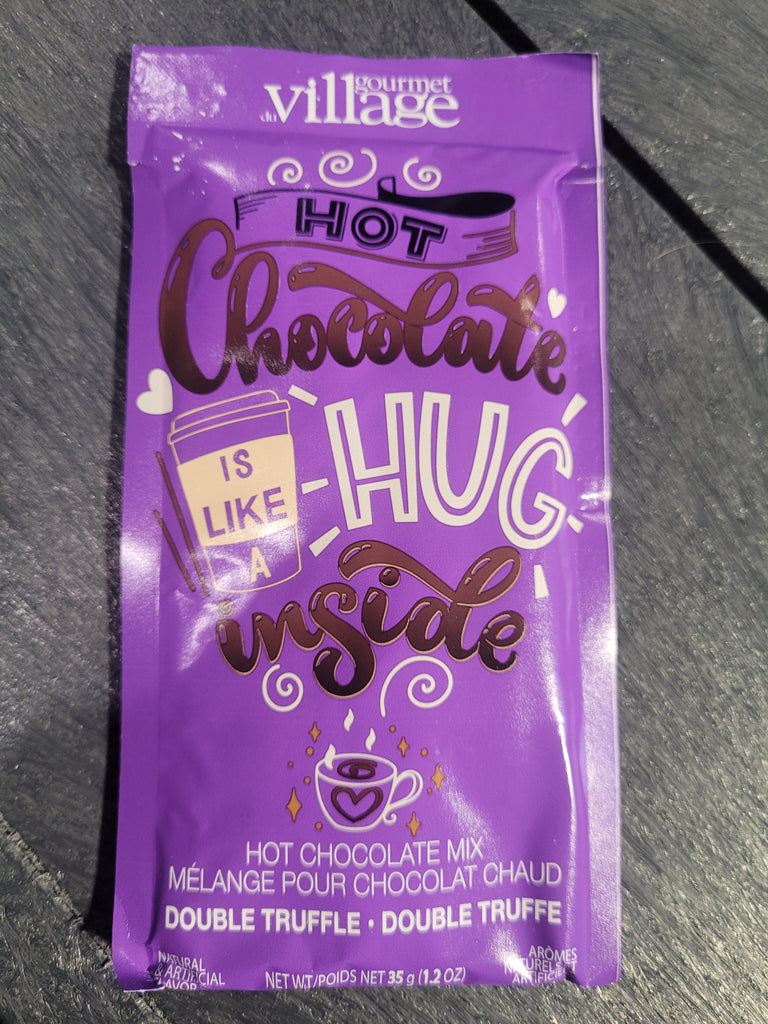 gourmet
du village
HOT
Chocolate
IS
LIKE
A
HUG
inside
HOT CHOCOLATE MIX
MÉLANGE POUR CHOCOLAT CHAUD
DOUBLE TRUFFLE • DOUBLE TRUFFE
NATURAL
& ARTIFICIAL
FLAVOR
NET WT/POIDS NET 35 g (1.2 OZ)
ARÔMES
NATURELS ET